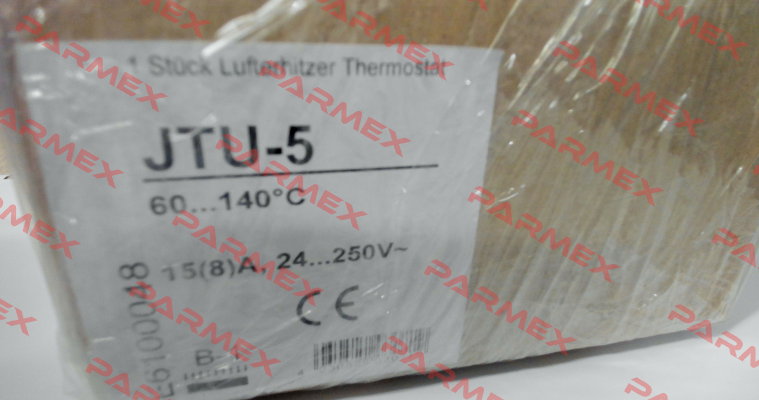 1 Stück Lufterhitzer Thermostat
JTU-5
60...140°C
15(8)A, 24...250V~
CE
B-1
E6100048
PARMEX